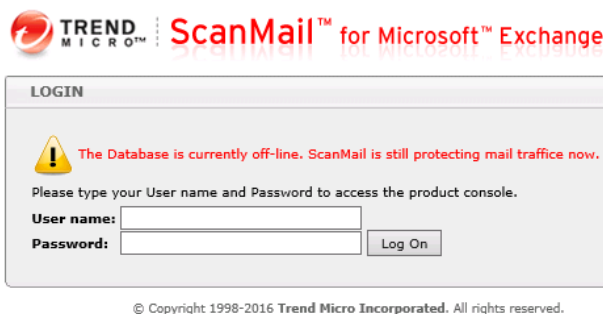 TREND MICRO™ ScanMail™ for Microsoft™ Exchange
LOGIN
The Database is currently off-line. ScanMail is still protecting mail traffice now.
Please type your User name and Password to access the product console.
User name:
Password: Log On
© Copyright 1998-2016 Trend Micro Incorporated. All rights reserved.